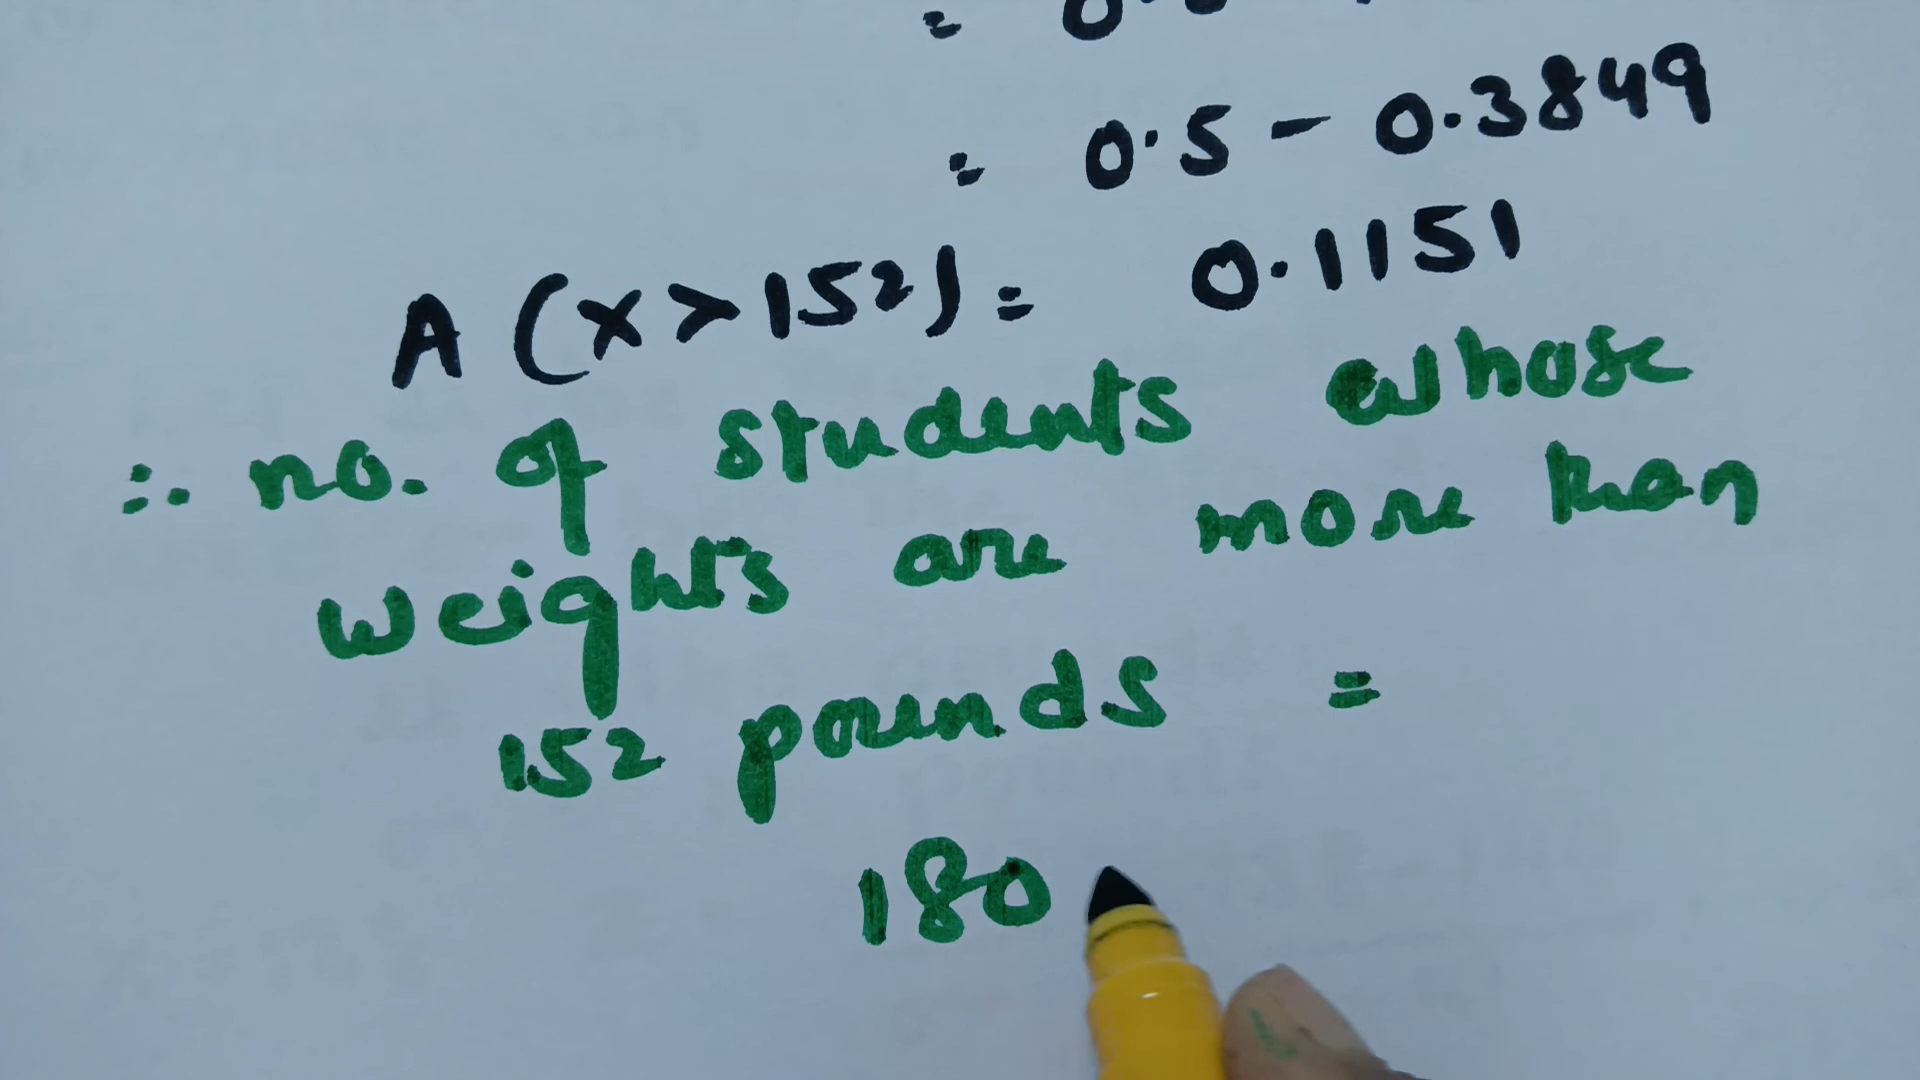 = 0.5 - 0.3849
A (x>152) = 0.1151
∴ no. of students whose
weights are more than
152 pounds =
180